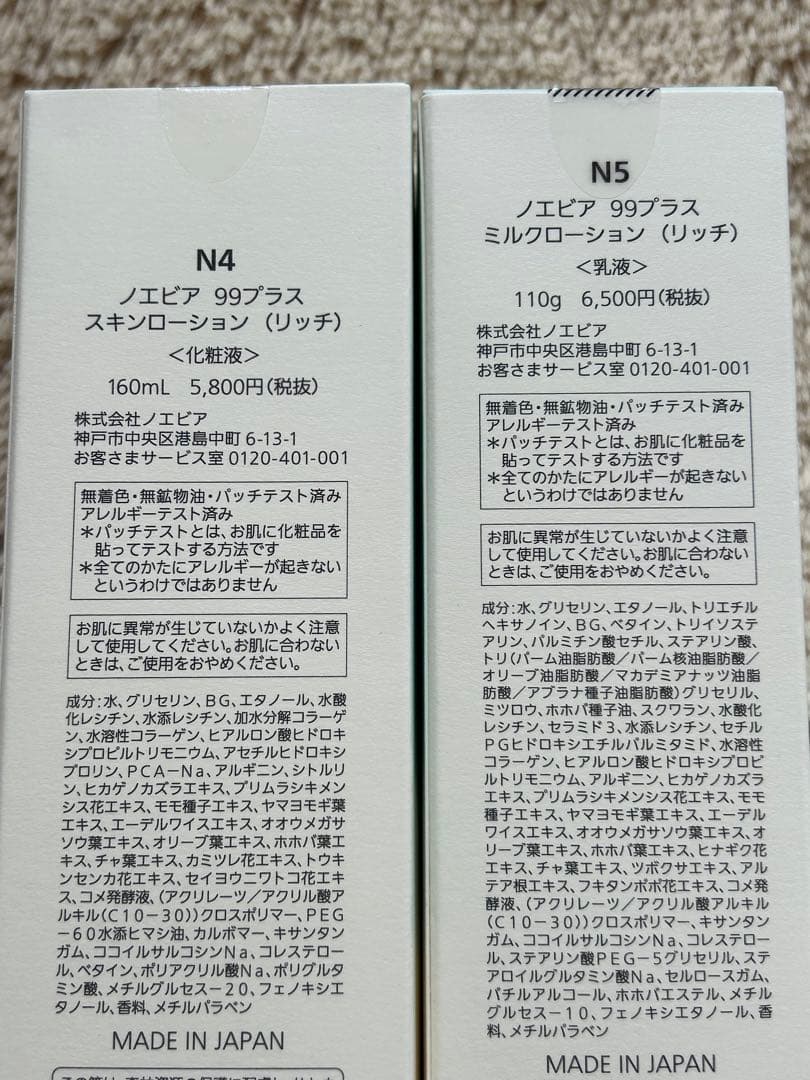 N4
ノエビア 99プラス
スキンローション（リッチ）
＜化粧液＞
160mL 5,800円(税抜)
株式会社ノエビア
神戸市中央区港島中町 6-13-1
お客さまサービス室 0120-401-001
無着色・無鉱物油・パッチテスト済み
アレルギーテスト済み
＊パッチテストとは、お肌に化粧品を
貼ってテストする方法です
＊全てのかたにアレルギーが起きない
というわけではありません
お肌に異常が生じていないかよく注意
して使用してください。お肌に合わない
ときは、ご使用をおやめください。
成分：水、グリセリン、BG、エタノール、水酸
化レシチン、水添レシチン、加水分解コラーゲ
ン、水溶性コラーゲン、ヒアルロン酸ヒドロキ
シプロピルトリモニウム、アセチルヒドロキシ
プロリン、PCA－Na、アルギニン、シトルリ
ン、ヒカゲノカズラエキス、プリムラシキメン
シス花エキス、モモ種子エキス、ヤマヨモギ葉
エキス、エーデルワイスエキス、オオウメガサ
ソウ葉エキス、オリーブ葉エキス、ホホバ葉エ
キス、チャ葉エキス、カミツレ花エキス、トウキ
ンセンカ花エキス、セイヨウニワトコ花エキ
ス、コメ発酵液、（アクリレーツ／アクリル酸ア
ルキル（C10－30））クロスポリマー、PEG
－60水添ヒマシ油、カルボマー、キサンタン
ガム、ココイルサルコシンNa、コレステロー
ル、ベタイン、ポリアクリル酸Na、ポリグルタ
ミン酸、メチルグルセス－20、フェノキシエ
タノール、香料、メチルパラベン
MADE IN JAPAN
N5
ノエビア 99プラス
ミルクローション（リッチ）
＜乳液＞
110g 6,500円(税抜)
株式会社ノエビア
神戸市中央区港島中町 6-13-1
お客さまサービス室 0120-401-001
無着色・無鉱物油・パッチテスト済み
アレルギーテスト済み
＊パッチテストとは、お肌に化粧品を
貼ってテストする方法です
＊全てのかたにアレルギーが起きない
というわけではありません
お肌に異常が生じていないかよく注意
して使用してください。お肌に合わない
ときは、ご使用をおやめください。
成分：水、グリセリン、エタノール、トリエチル
ヘキサノイン、BG、ベタイン、トリイソステ
アリン、パルミチン酸セチル、ステアリン酸、
トリ（パーム油脂肪酸／パーム核油脂肪酸／
オリーブ油脂肪酸／マカデミアナッツ油脂
肪酸／アブラナ種子油脂肪酸）グリセリル、
ミツロウ、ホホバ種子油、スクワラン、水酸化
レシチン、セラミド3、水添レシチン、セチル
PGヒドロキシエチルパルミタミド、水溶性
コラーゲン、ヒアルロン酸ヒドロキシプロピ
ルトリモニウム、アルギニン、ヒカゲノカズラ
エキス、プリムラシキメンシス花エキス、モモ
種子エキス、ヤマヨモギ葉エキス、エーデル
ワイスエキス、オオウメガサソウ葉エキス、オ
リーブ葉エキス、ホホバ葉エキス、ヒナギク花
エキス、チャ葉エキス、ツボクサエキス、アル
テア根エキス、フキタンポポ花エキス、コメ発
酵液、（アクリレーツ／アクリル酸アルキル
（C10－30））クロスポリマー、キサンタン
ガム、ココイルサルコシンNa、コレステロー
ル、ステアリン酸PEG－5グリセリル、ステ
アロイルグルタミン酸Na、セルロースガム、
バチルアルコール、ホホバエステル、メチル
グルセス－10、フェノキシエタノール、香
料、メチルパラベン
MADE IN JAPAN